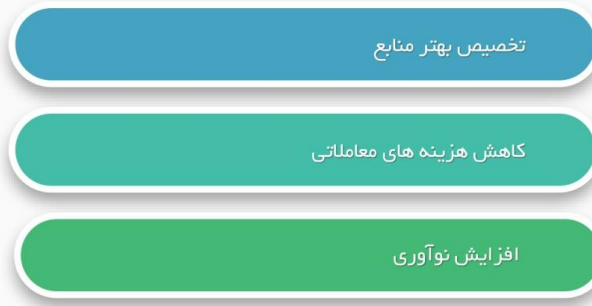 تخصیص بهتر منابع
کاهش هزینه های معاملاتی
افزایش نوآوری